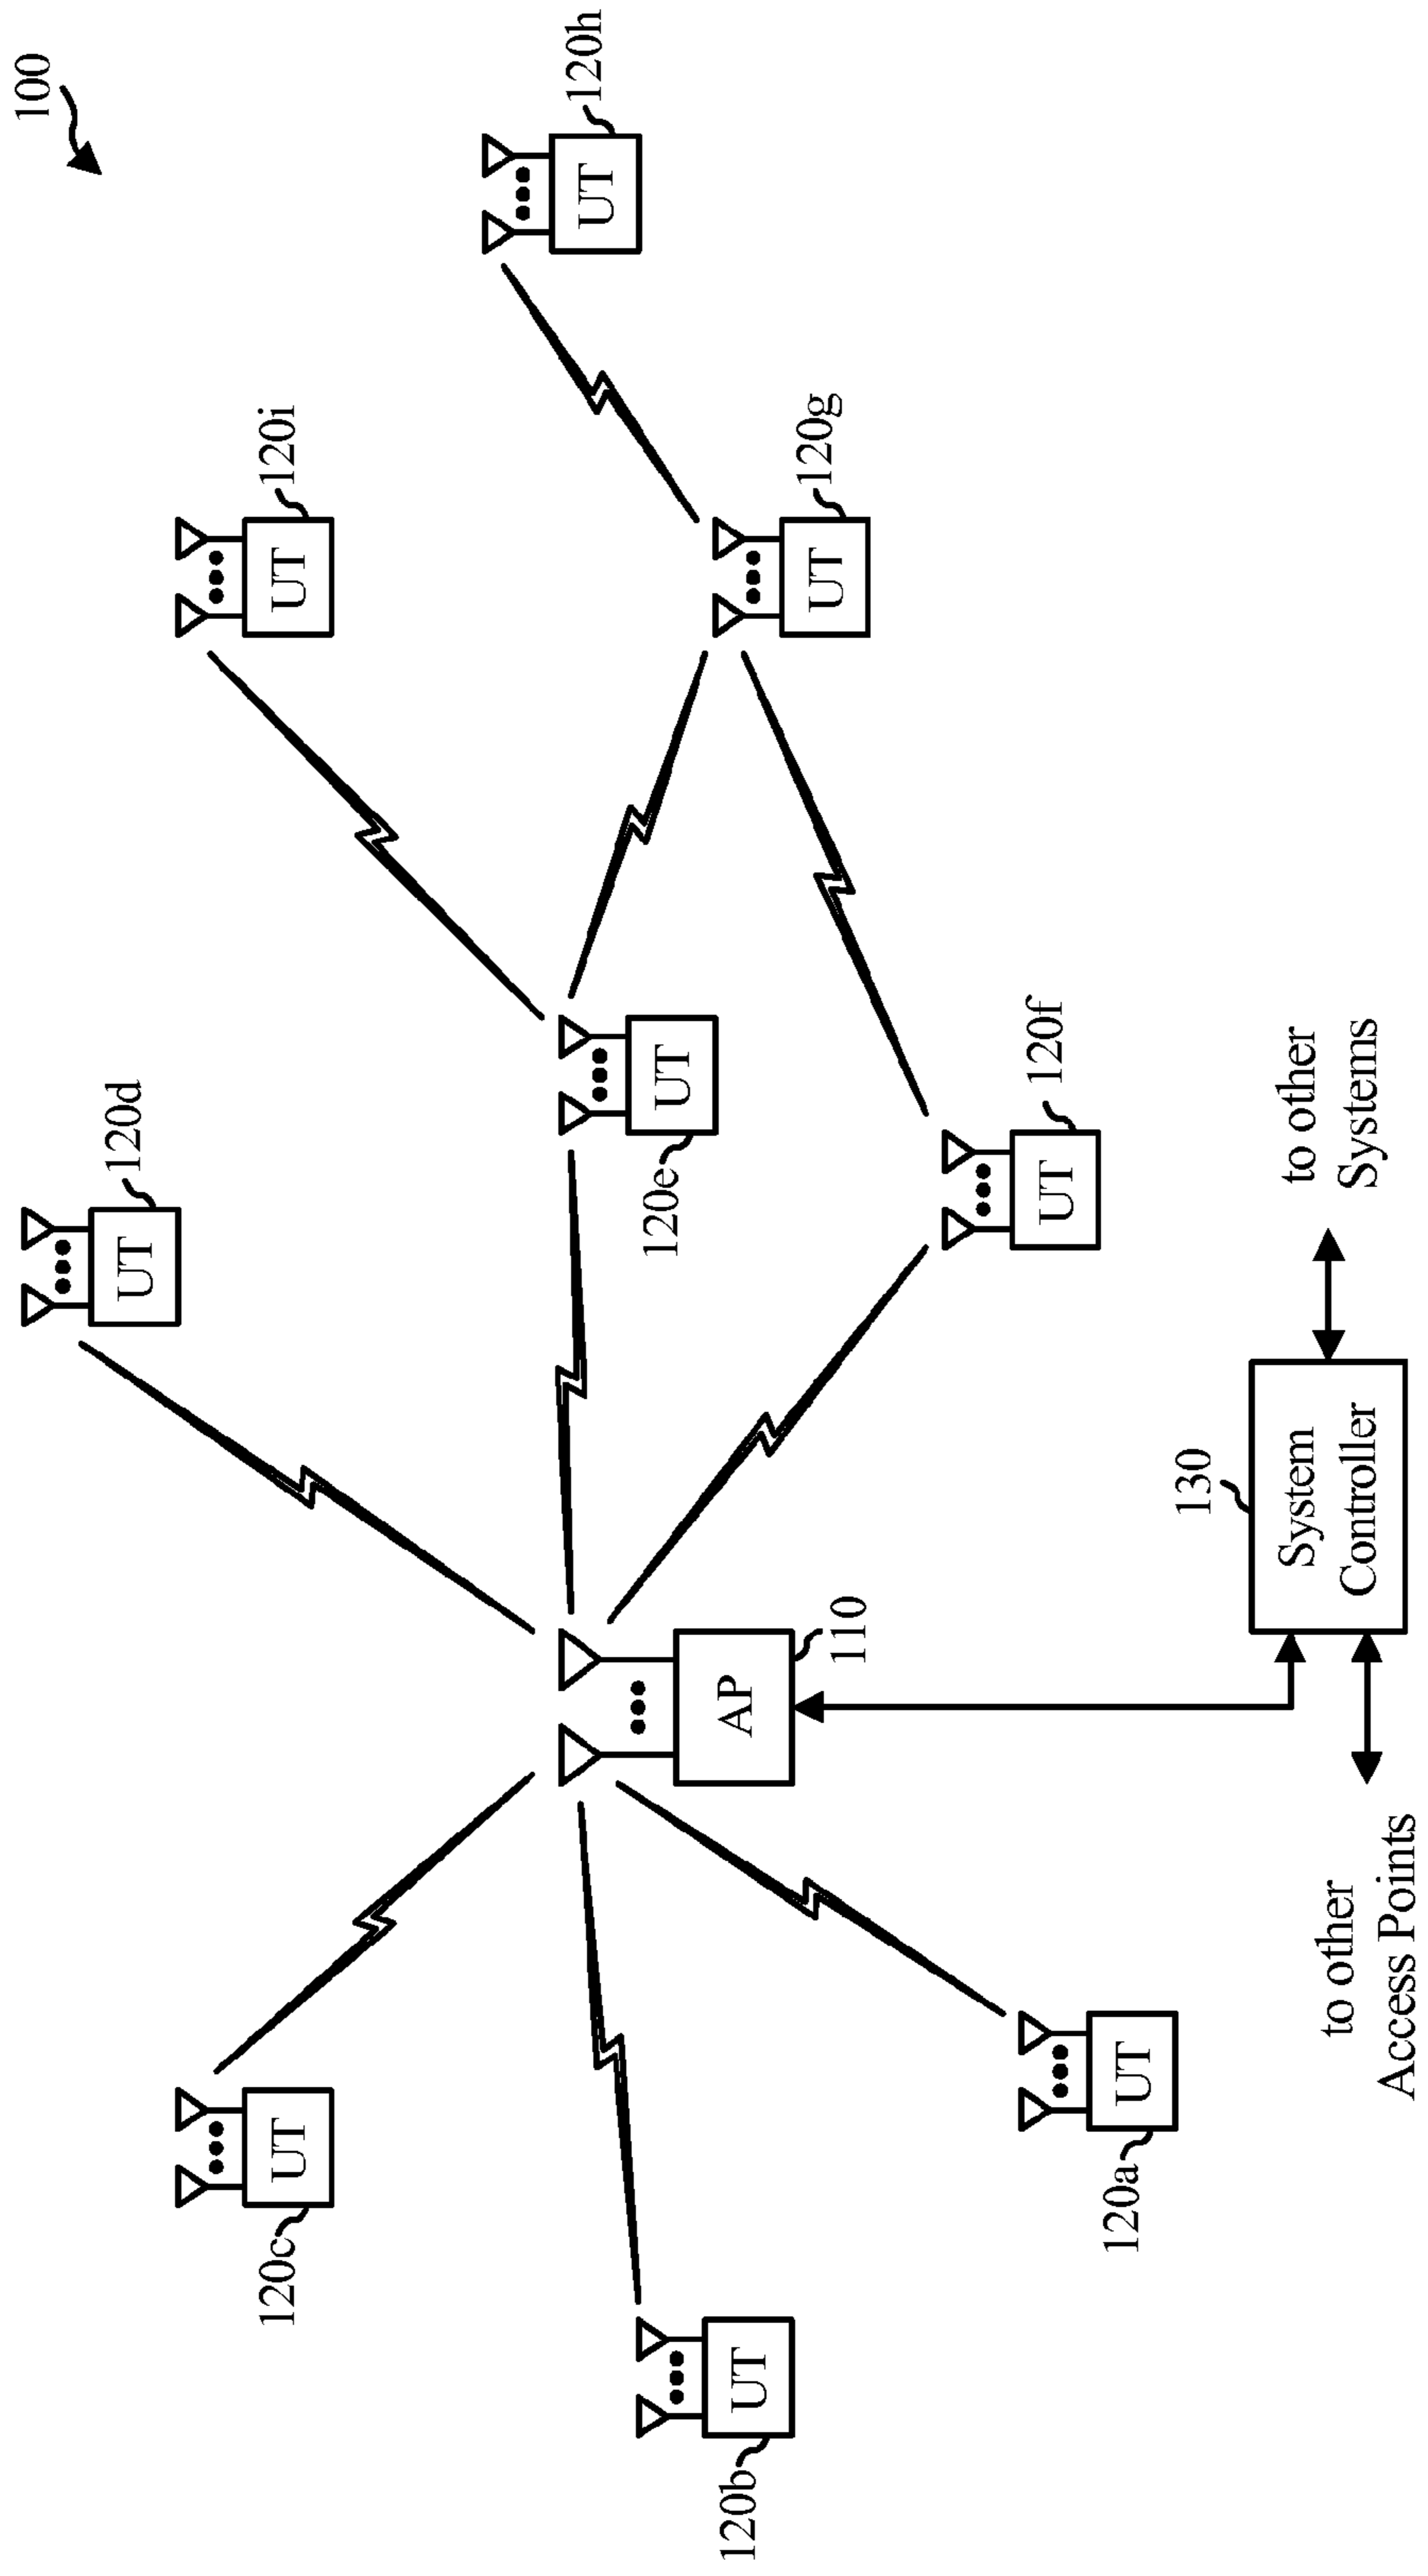 100
120d
UT
120i
UT
120c
UT
120h
UT
120e
UT
120g
UT
110
AP
120b
UT
120f
UT
120a
UT
130
System
Controller
to other
Systems
to other
Access Points